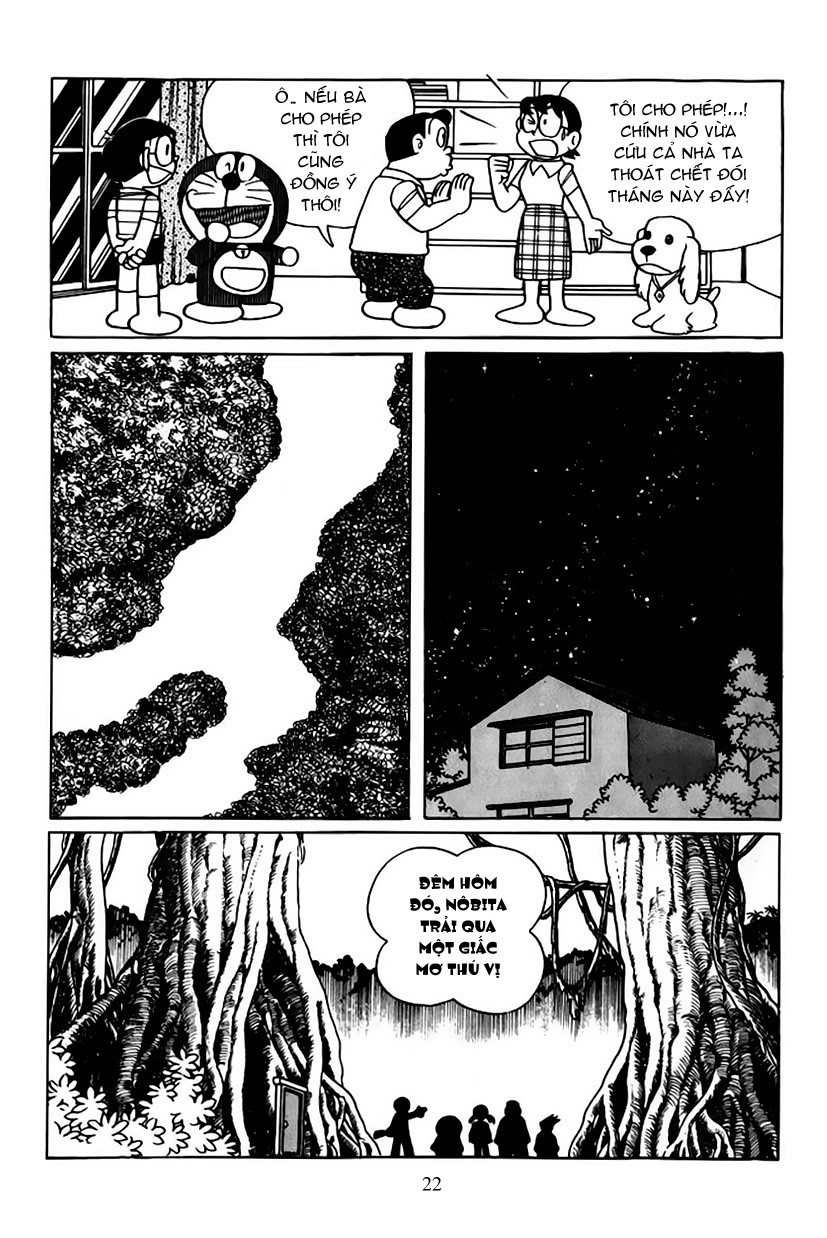 Ô.. NẾU BÀ
CHO PHÉP
THÌ TÔI
CŨNG
ĐỒNG Ý
THÔI!
TÔI CHO PHÉP!...!
CHÍNH NÓ VỪA
CỨU CẢ NHÀ TA
THOÁT CHẾT ĐÓI
THÁNG NÀY ĐẤY!
ĐÊM HÔM
ĐÓ, NÔBITA
TRẢI QUA
MỘT GIẤC
MƠ THÚ VỊ
22